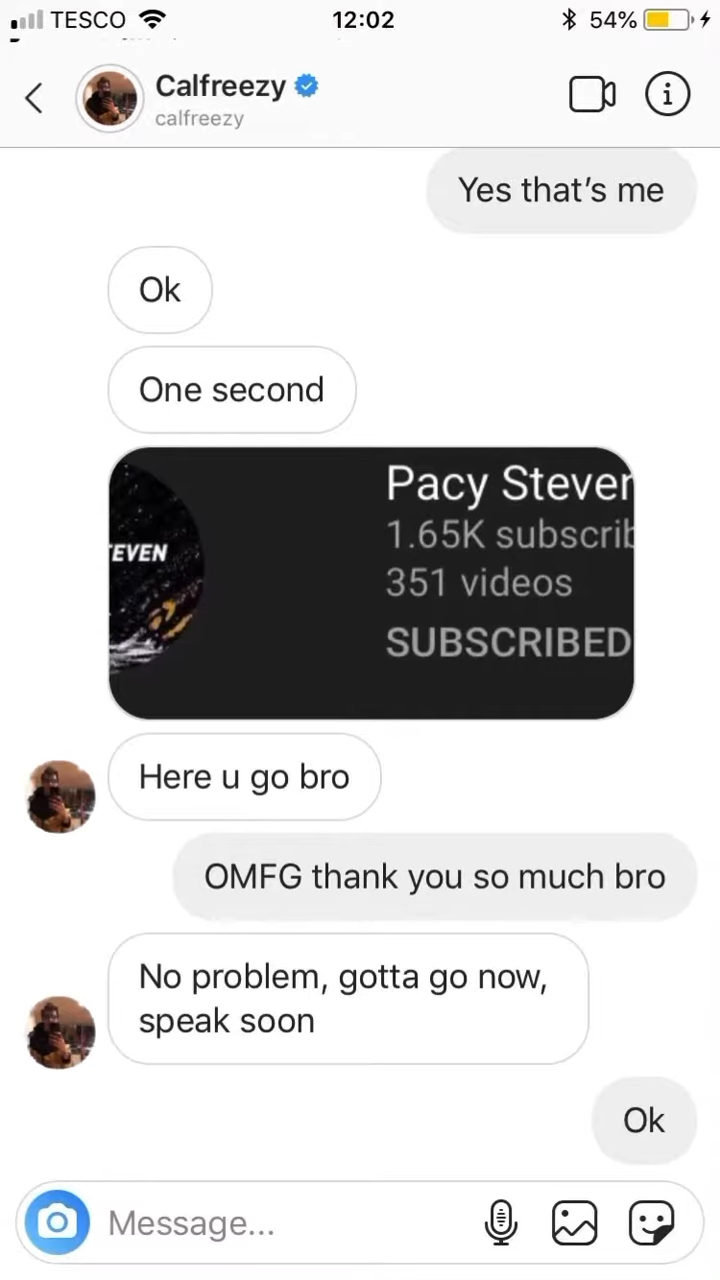 TESCO 12:02 54%
Calfreezy
calfreezy
Yes that's me
Ok
One second
EVEN
Pacy Steven
1.65K subscrib
351 videos
SUBSCRIBED
Here u go bro
OMFG thank you so much bro
No problem, gotta go now,
speak soon
Ok
Message...